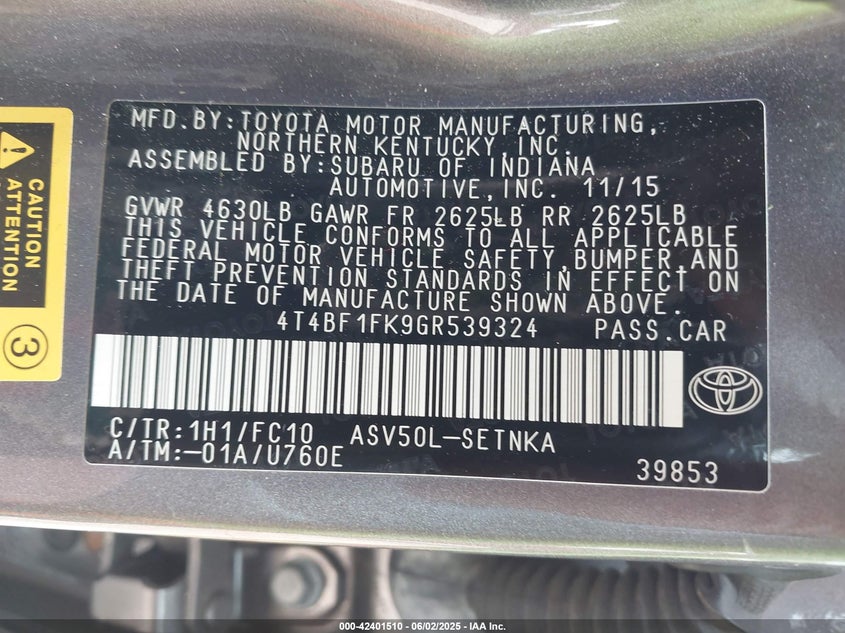 CAUTION
ATTENTION
3
MFD.BY:TOYOTA MOTOR MANUFACTURING,
NORTHERN KENTUCKY,INC.
ASSEMBLED BY:SUBARU OF INDIANA
AUTOMOTIVE,INC. 11/15
GVWR 4630LB GAWR FR 2625LB RR 2625LB
THIS VEHICLE CONFORMS TO ALL APPLICABLE
FEDERAL MOTOR VEHICLE SAFETY,BUMPER,AND
THEFT PREVENTION STANDARDS IN EFFECT ON
THE DATE OF MANUFACTURE SHOWN ABOVE.
4T4BF1FK9GR539324 PASS.CAR
C/TR:1H1/FC10 ASV50L-SETNKA
A/TM:-01A/U760E
39853
000-42401510 | 06/02/2025 - IAA Inc.